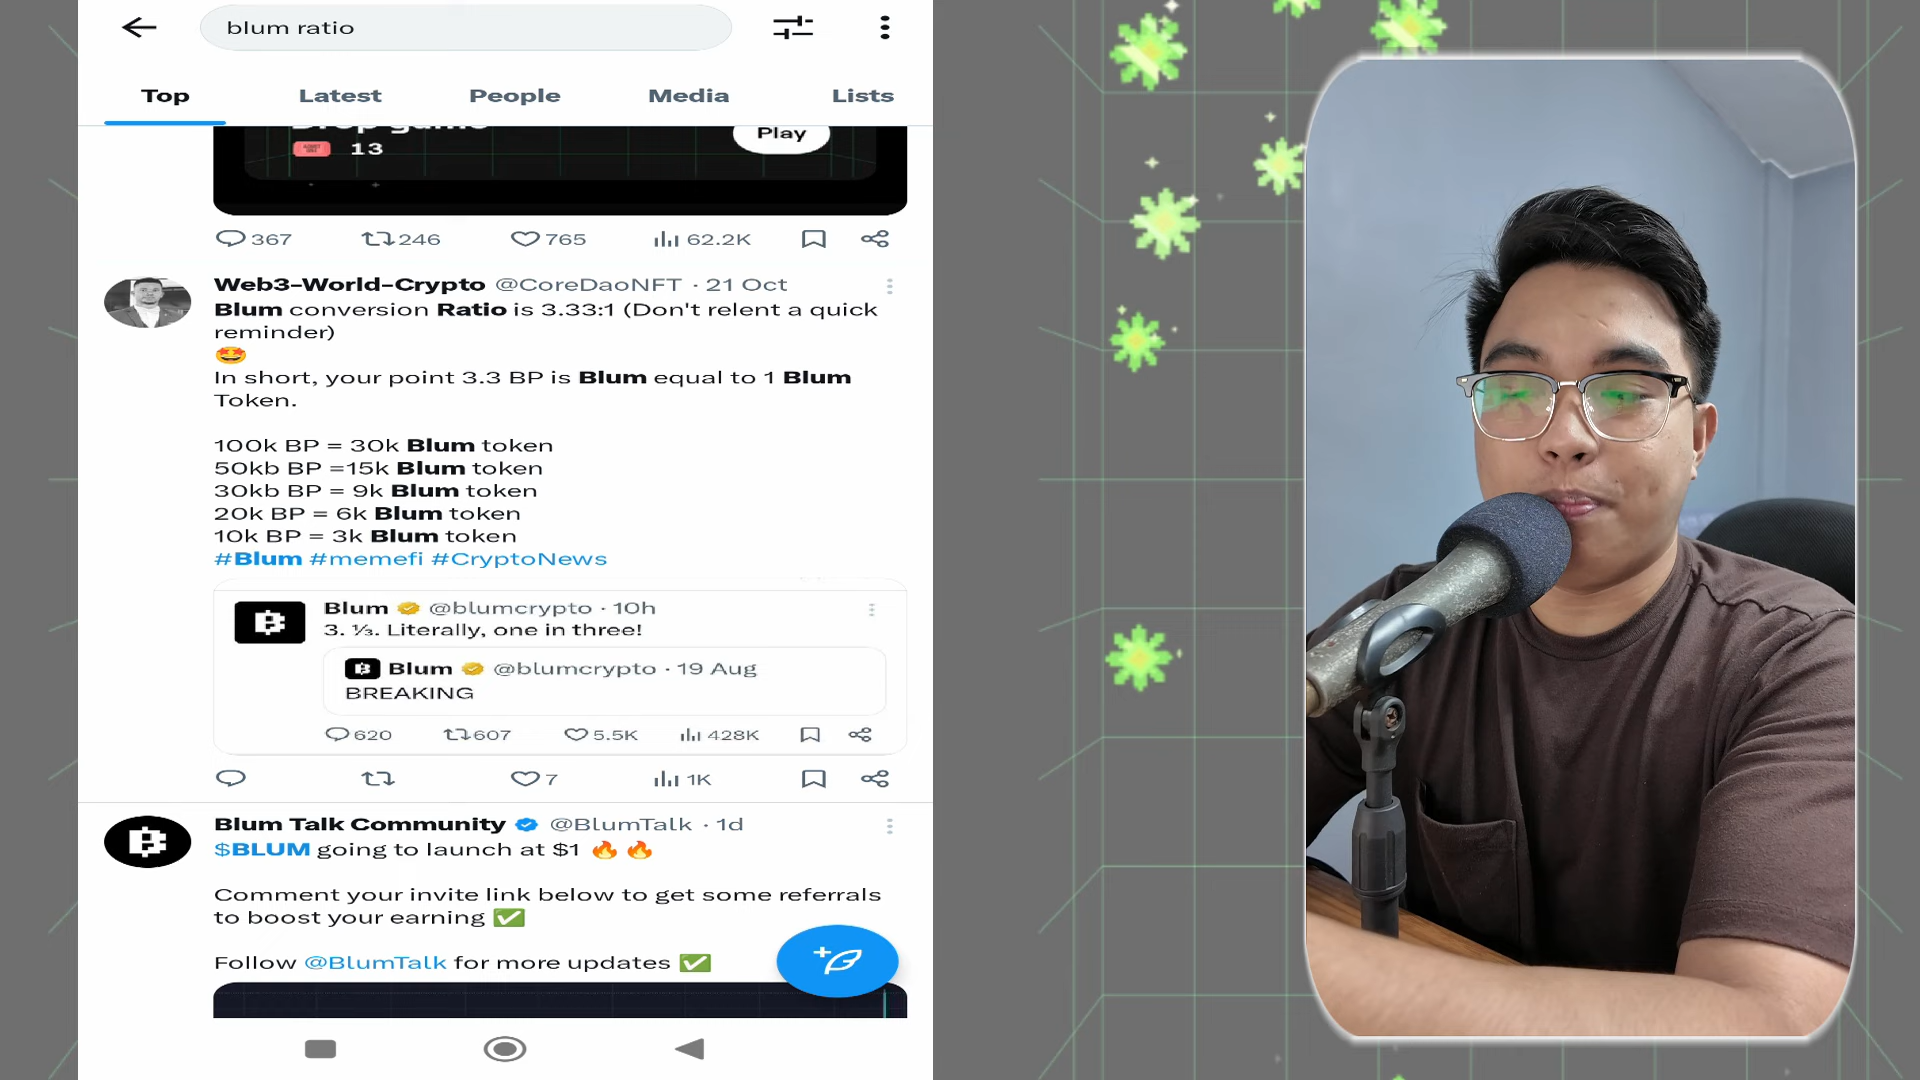 blum ratio
Top Latest People Media Lists
Drop game
13
Play
367 246 765 62.2K
Web3-World-Crypto @CoreDaoNFT · 21 Oct
Blum conversion Ratio is 3.33:1 (Don't relent a quick
reminder)
🤩
In short, your point 3.3 BP is Blum equal to 1 Blum
Token.
100k BP = 30k Blum token
50kb BP =15k Blum token
30kb BP = 9k Blum token
20k BP = 6k Blum token
10k BP = 3k Blum token
#Blum #memefi #CryptoNews
Blum @blumcrypto · 10h
3. ⅓. Literally, one in three!
Blum @blumcrypto · 19 Aug
BREAKING
620 607 5.5K 428K
7 1K
Blum Talk Community @BlumTalk · 1d
$BLUM going to launch at $1 🔥 🔥
Comment your invite link below to get some referrals
to boost your earning ✅
Follow @BlumTalk for more updates ✅